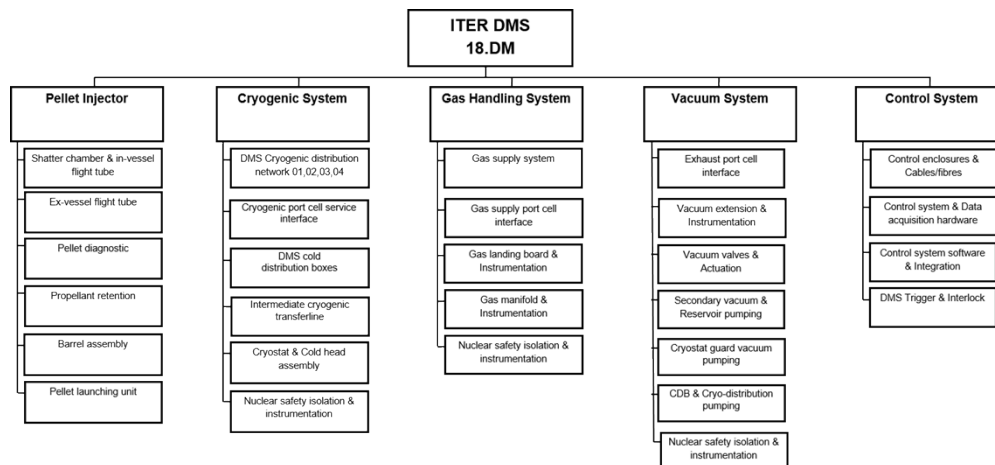 ITER DMS
18.DM
Pellet Injector
Shatter chamber & in-vessel
flight tube
Ex-vessel flight tube
Pellet diagnostic
Propellant retention
Barrel assembly
Pellet launching unit
Cryogenic System
DMS Cryogenic distribution
network 01,02,03,04
Cryogenic port cell service
interface
DMS cold
distribution boxes
Intermediate cryogenic
transferline
Cryostat & Cold head
assembly
Nuclear safety isolation &
instrumentation
Gas Handling System
Gas supply system
Gas supply port cell
interface
Gas landing board &
Instrumentation
Gas manifold &
Instrumentation
Nuclear safety isolation &
instrumentation
Vacuum System
Exhaust port cell
interface
Vacuum extension &
Instrumentation
Vacuum valves &
Actuation
Secondary vacuum &
Reservoir pumping
Cryostat guard vacuum
pumping
CDB & Cryo-distribution
pumping
Nuclear safety isolation &
instrumentation
Control System
Control enclosures &
Cables/fibres
Control system & Data
acquisition hardware
Control system software
& Integration
DMS Trigger & Interlock